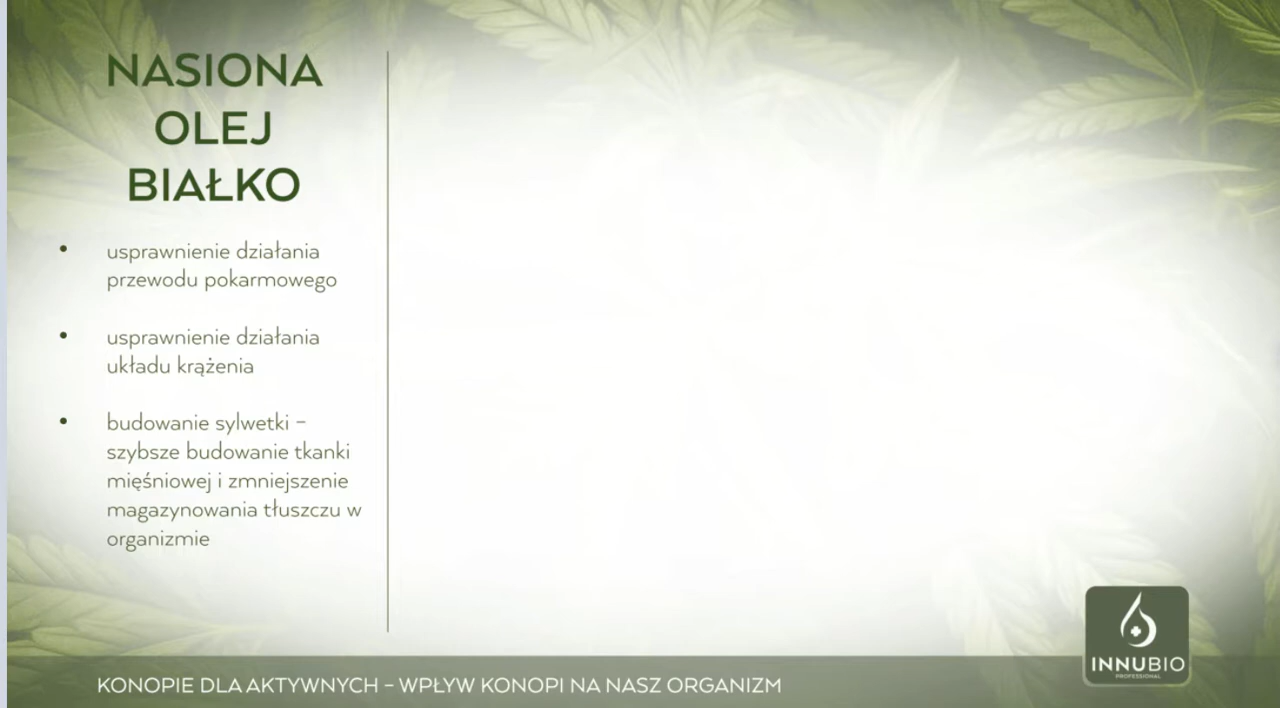 NASIONA
OLEJ
BIAŁKO
• usprawnienie działania
przewodu pokarmowego
• usprawnienie działania
układu krążenia
• budowanie sylwetki –
szybsze budowanie tkanki
mięśniowej i zmniejszenie
magazynowania tłuszczu w
organizmie
INNUBIO
PROFESSIONAL
KONOPIE DLA AKTYWNYCH – WPŁYW KONOPI NA NASZ ORGANIZM